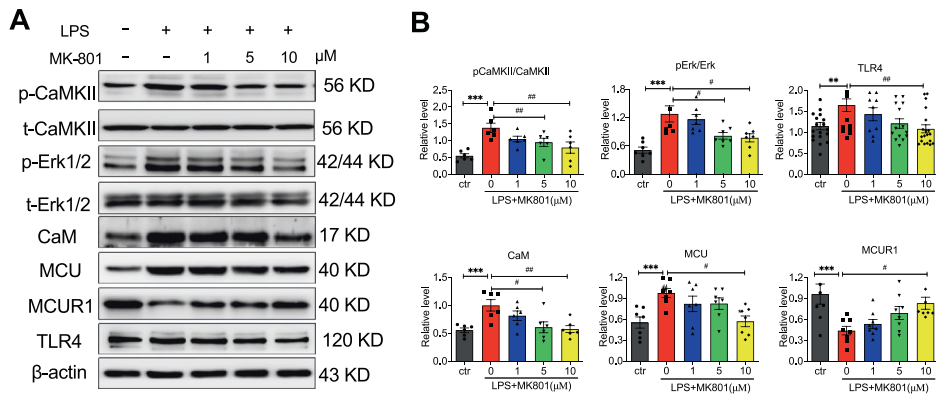 A
LPS - + + + +
MK-801 - - 1 5 10 μM
p-CaMKII 56 KD
t-CaMKII 56 KD
p-Erk1/2 42/44 KD
t-Erk1/2 42/44 KD
CaM 17 KD
MCU 40 KD
MCUR1 40 KD
TLR4 120 KD
β-actin 43 KD
B
pCaMKII/CaMKII
Relative level
2.0
1.5
1.0
0.5
0.0
***
##
##
ctr 0 1 5 10
LPS+MK801(μM)
pErk/Erk
Relative level
1.8
1.2
0.6
0.0
***
#
#
ctr 0 1 5 10
LPS+MK801(μM)
TLR4
Relative level
2.0
1.5
1.0
0.5
0.0
**
##
ctr 0 1 5 10
LPS+MK801(μM)
CaM
Relative level
1.5
1.0
0.5
0.0
***
##
#
ctr 0 1 5 10
LPS+MK801(μM)
MCU
Relative level
1.2
0.9
0.6
0.3
0.0
***
#
ctr 0 1 5 10
LPS+MK801(μM)
MCUR1
Relative level
1.2
0.9
0.6
0.3
0.0
***
#
ctr 0 1 5 10
LPS+MK801(μM)